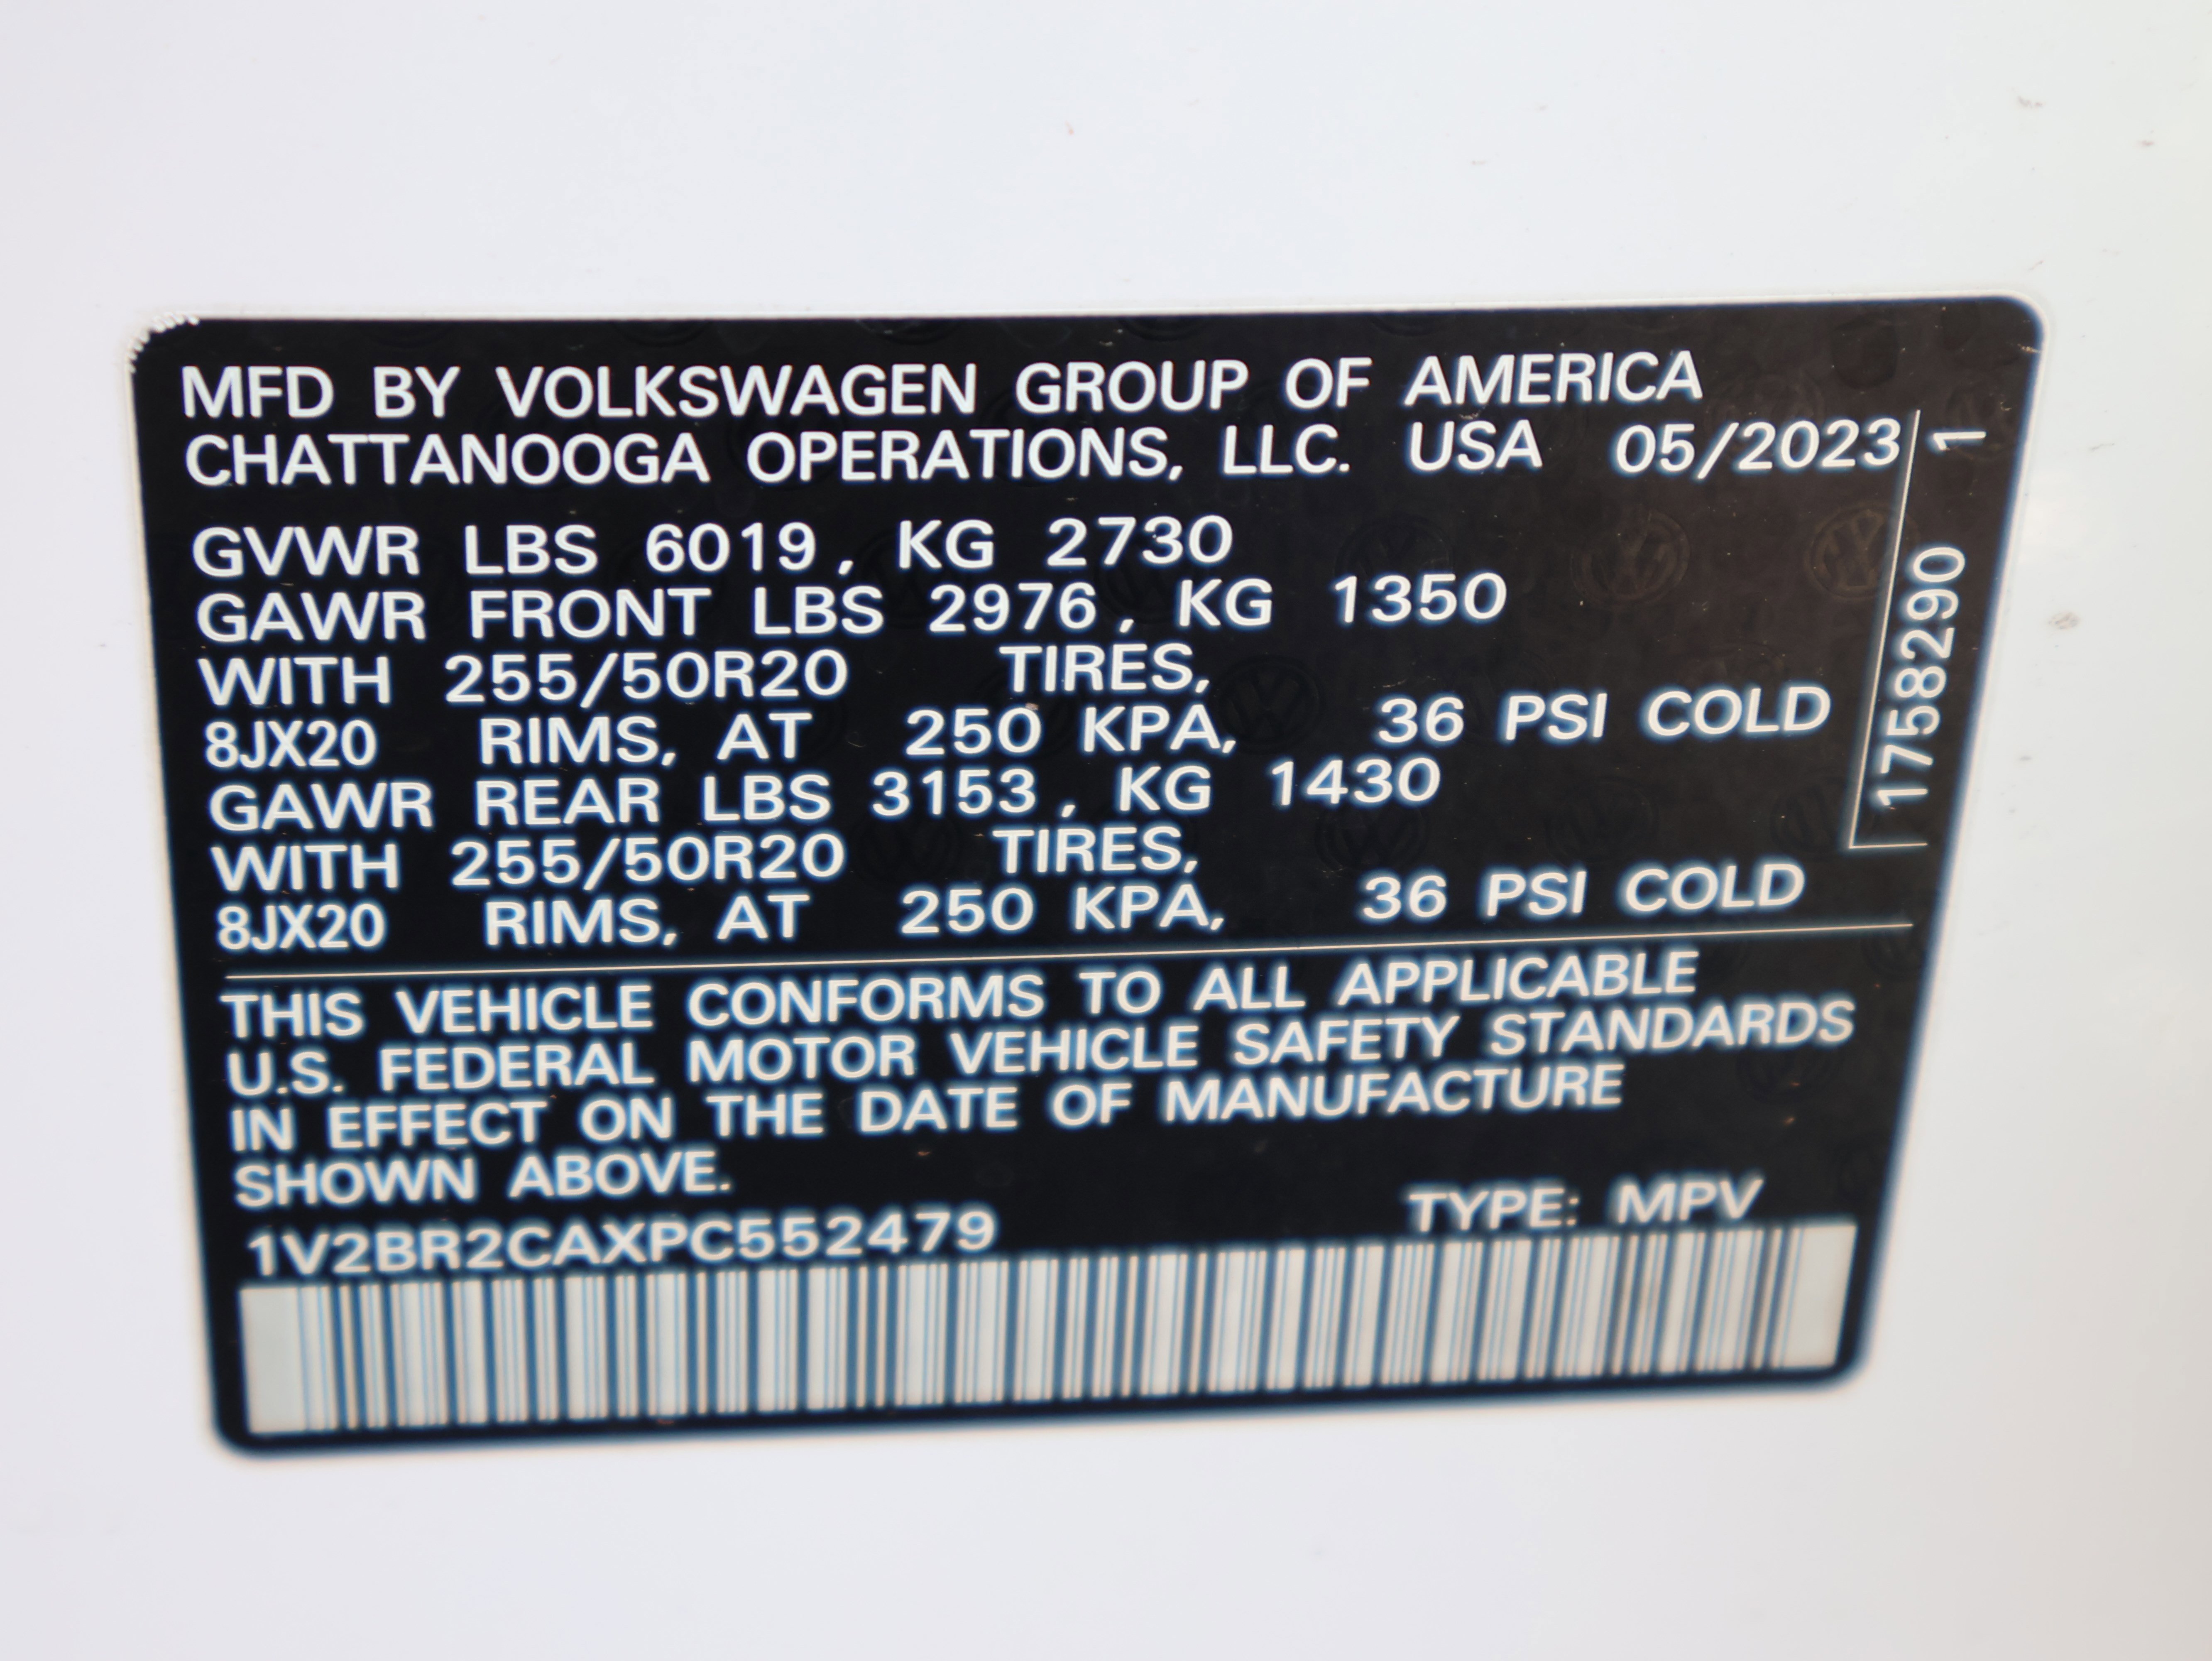 MFD BY VOLKSWAGEN GROUP OF AMERICA
CHATTANOOGA OPERATIONS, LLC. USA 05/2023
GVWR LBS 6019, KG 2730
GAWR FRONT LBS 2976, KG 1350
WITH 255/50R20 TIRES,
8JX20 RIMS, AT 250 KPA, 36 PSI COLD
GAWR REAR LBS 3153, KG 1430
WITH 255/50R20 TIRES,
8JX20 RIMS, AT 250 KPA, 36 PSI COLD
THIS VEHICLE CONFORMS TO ALL APPLICABLE
U.S. FEDERAL MOTOR VEHICLE SAFETY STANDARDS
IN EFFECT ON THE DATE OF MANUFACTURE
SHOWN ABOVE.
1V2BR2CAXPC552479 TYPE: MPV
1758290 1